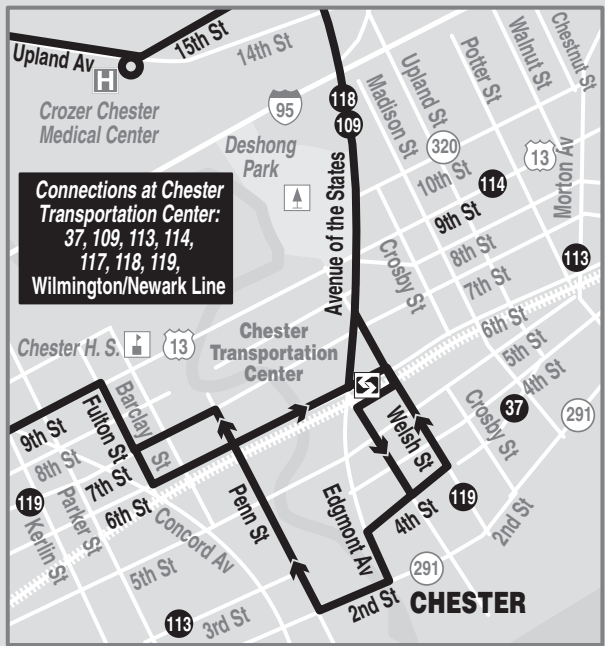 Upland Av
15th St
14th St
H
Crozer Chester
Medical Center
95
118
109
Deshong
Park
Madison St
Upland St
Potter St
Walnut St
Chestnut St
320
13
10th St
114
9th St
Morton Av
Connections at Chester
Transportation Center:
37, 109, 113, 114,
117, 118, 119,
Wilmington/Newark Line
Avenue of the States
Crosby St
8th St
7th St
113
6th St
5th St
4th St
Chester H. S.
13
Chester
Transportation
Center
S
Barclay St
Fulton St
9th St
8th St
7th St
6th St
Welsh St
Crosby St
37
291
119
Kerlin St
Parker St
Concord Av
Penn St
Edgmont Av
4th St
119
2nd St
5th St
3rd St
113
2nd St
291
CHESTER